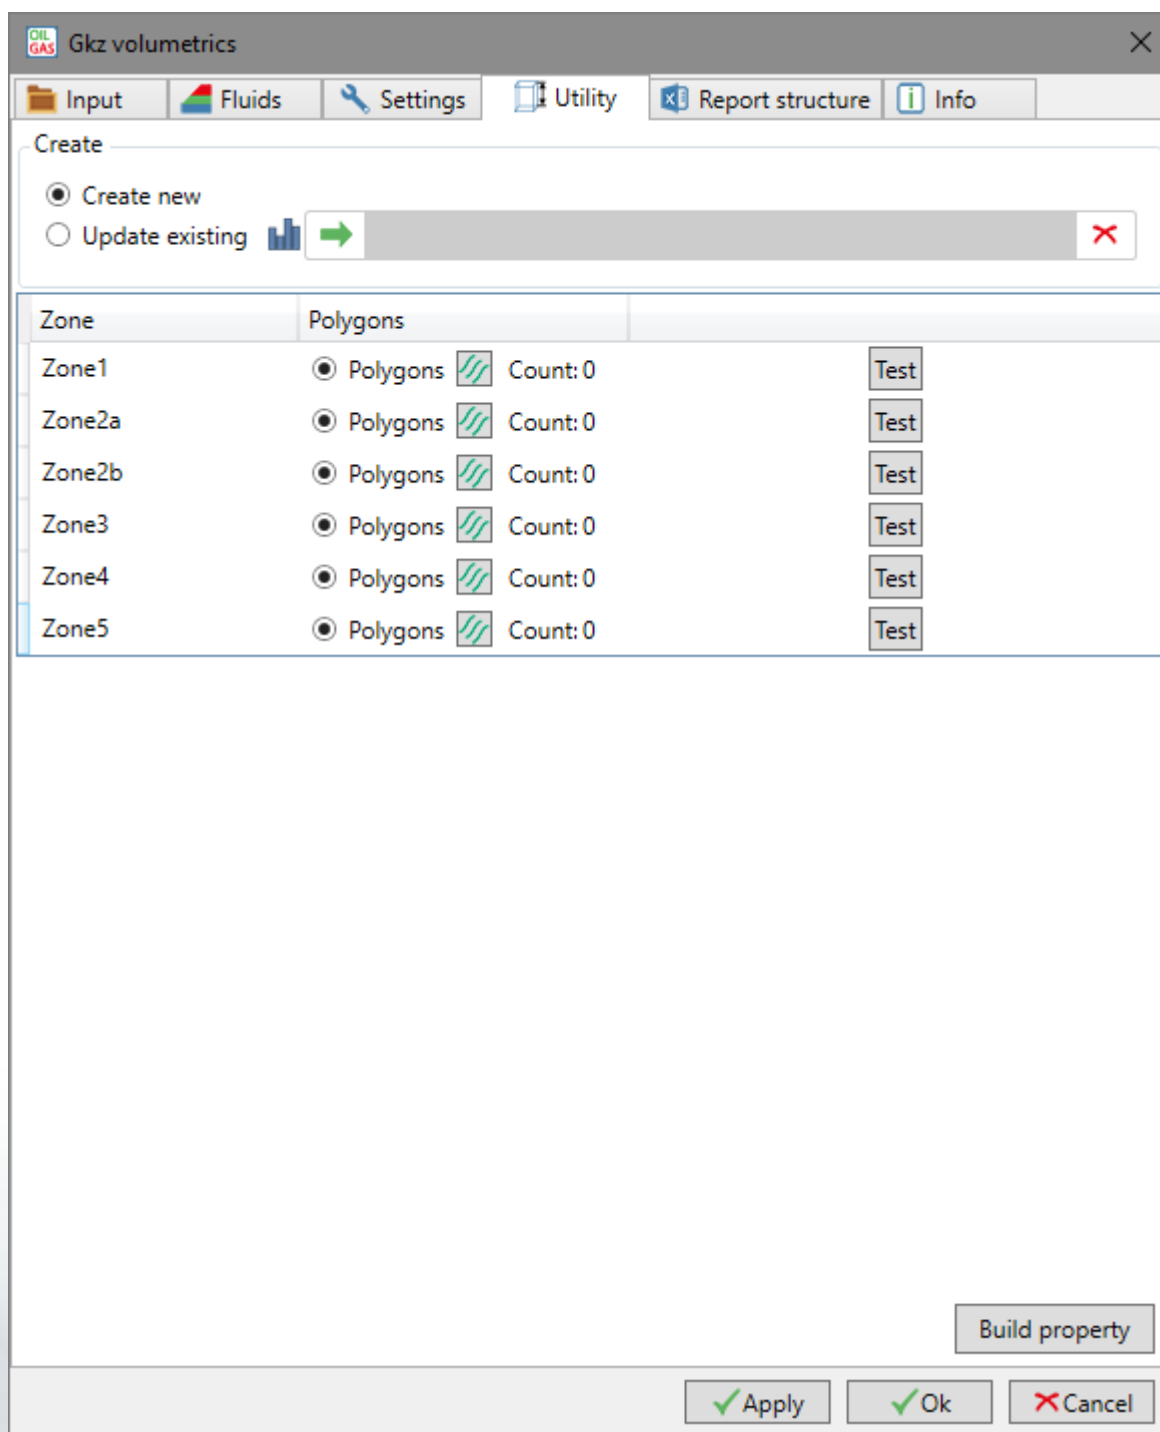 OIL GAS Gkz volumetrics
Input Fluids Settings Utility Report structure i Info
Create
Create new
Update existing
Zone Polygons
Zone1 Polygons Count: 0 Test
Zone2a Polygons Count: 0 Test
Zone2b Polygons Count: 0 Test
Zone3 Polygons Count: 0 Test
Zone4 Polygons Count: 0 Test
Zone5 Polygons Count: 0 Test
Build property
Apply Ok Cancel